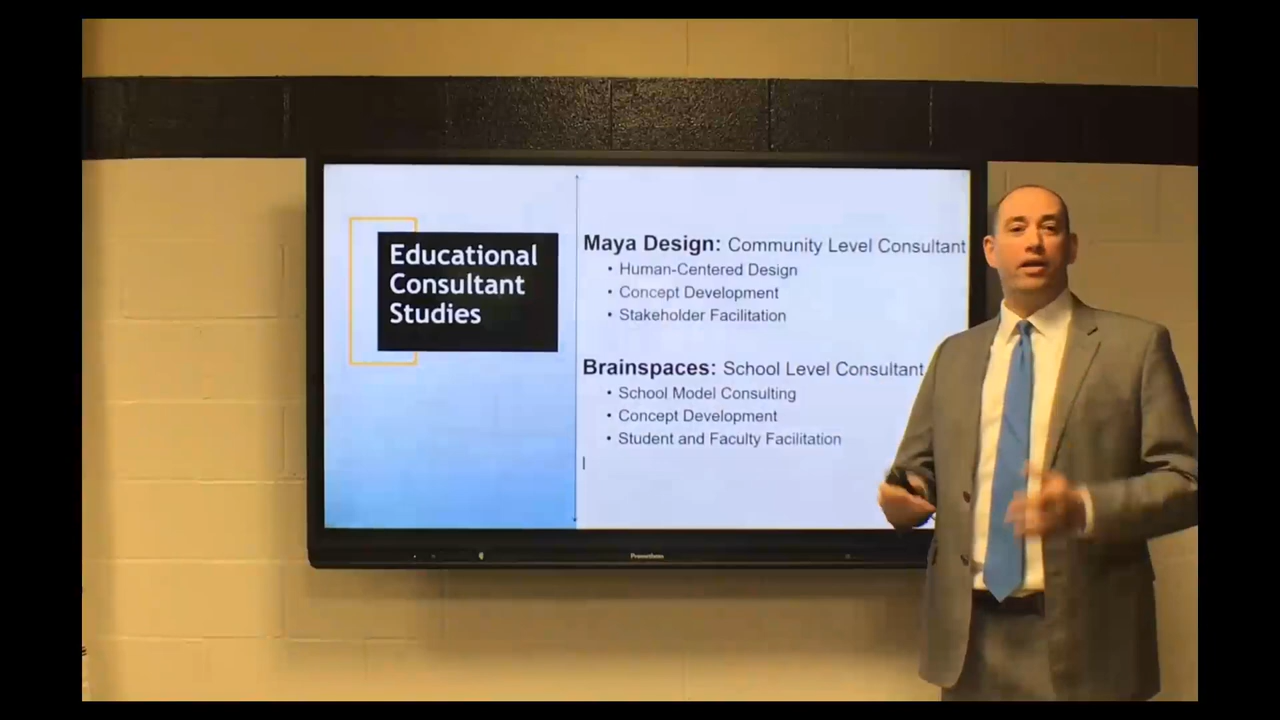 Educational
Consultant
Studies
Maya Design: Community Level Consultant
• Human-Centered Design
• Concept Development
• Stakeholder Facilitation
Brainspaces: School Level Consultant
• School Model Consulting
• Concept Development
• Student and Faculty Facilitation
Promethean